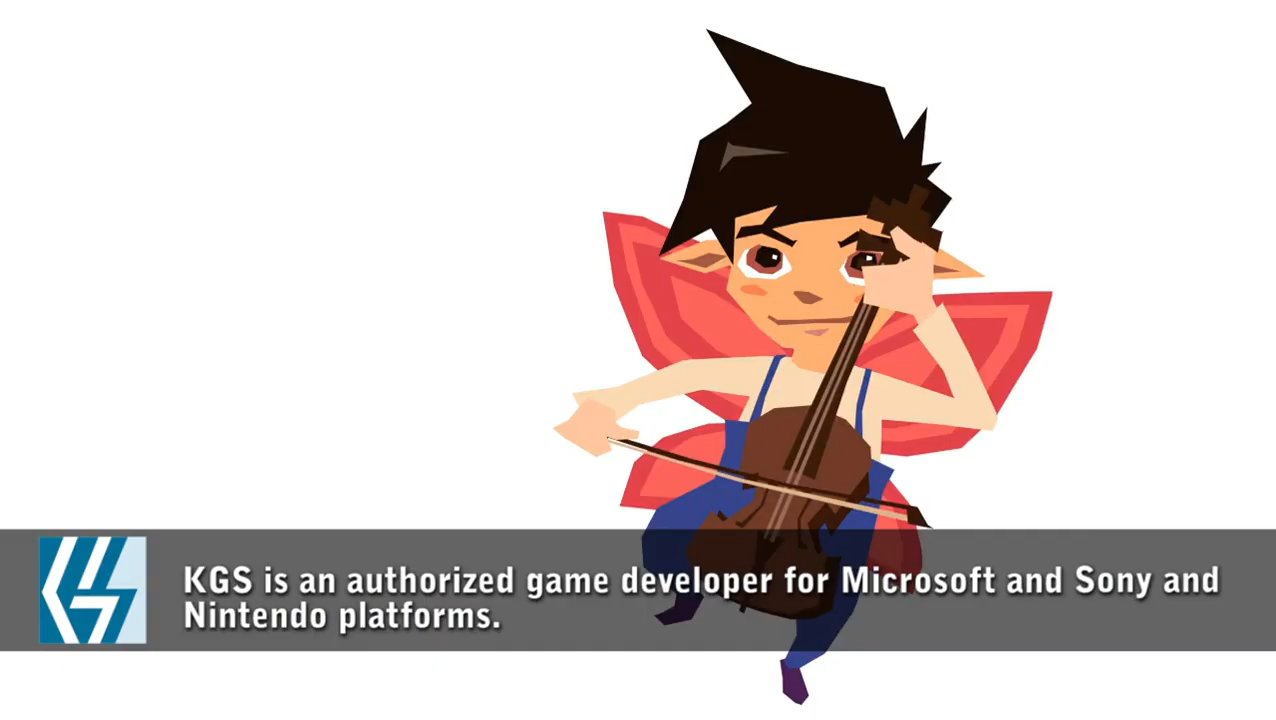 KGS is an authorized game developer for Microsoft and Sony and
Nintendo platforms.